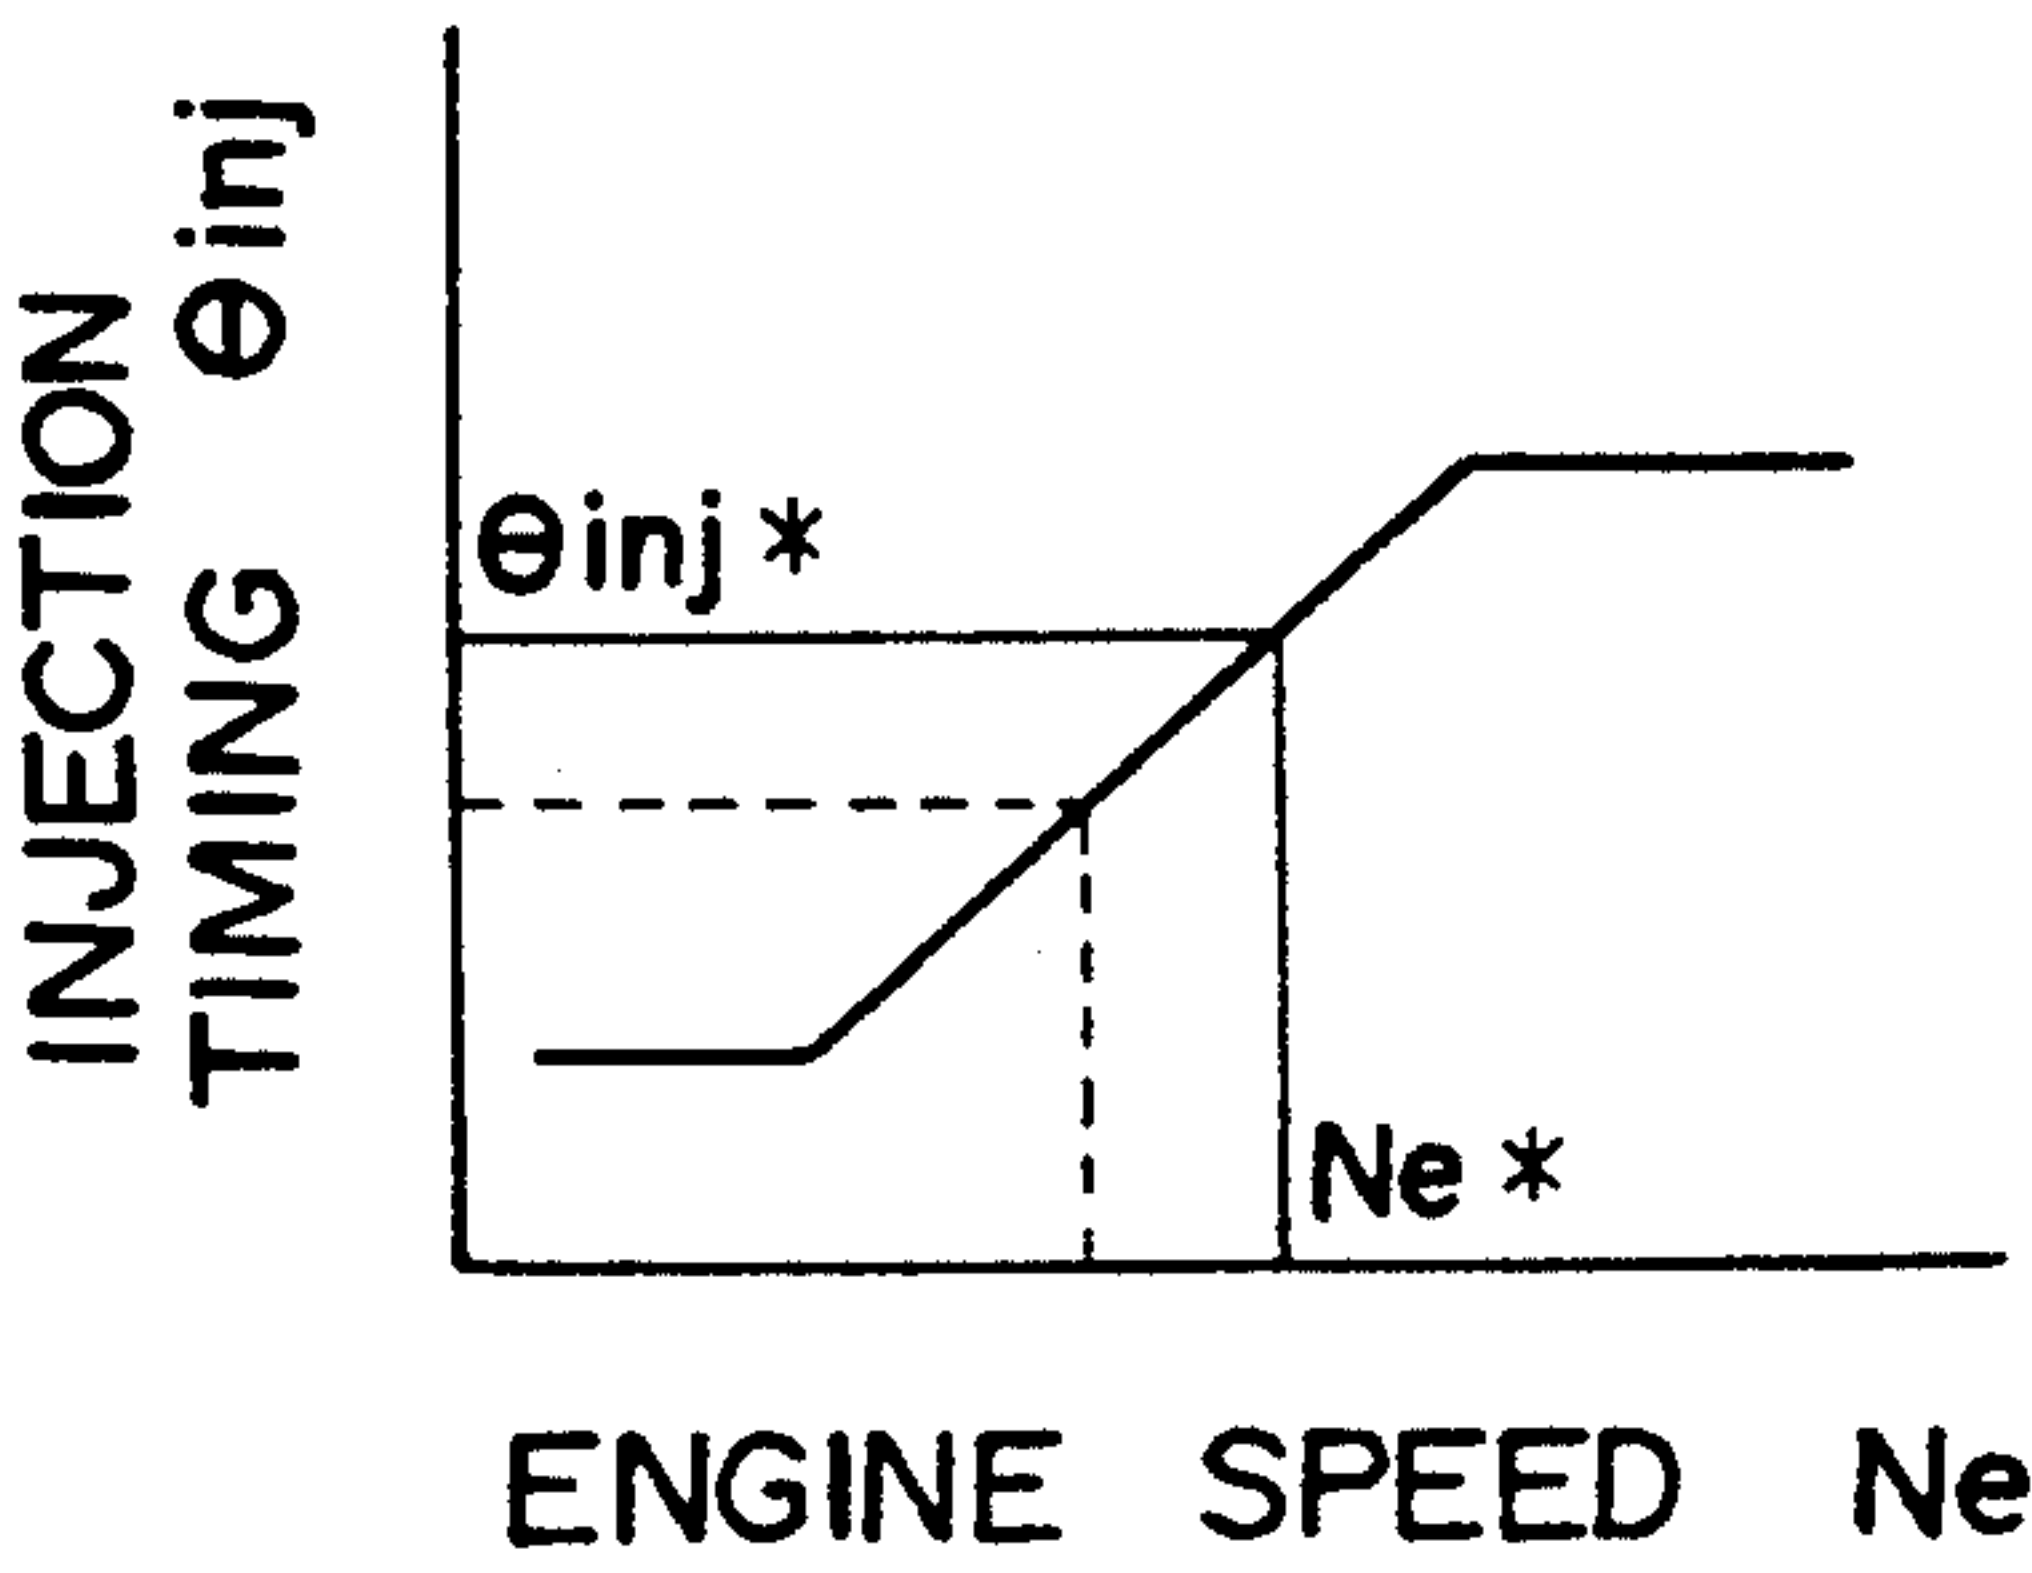 INJECTION
TIMING Θinj
Θinj*
Ne*
ENGINE SPEED Ne